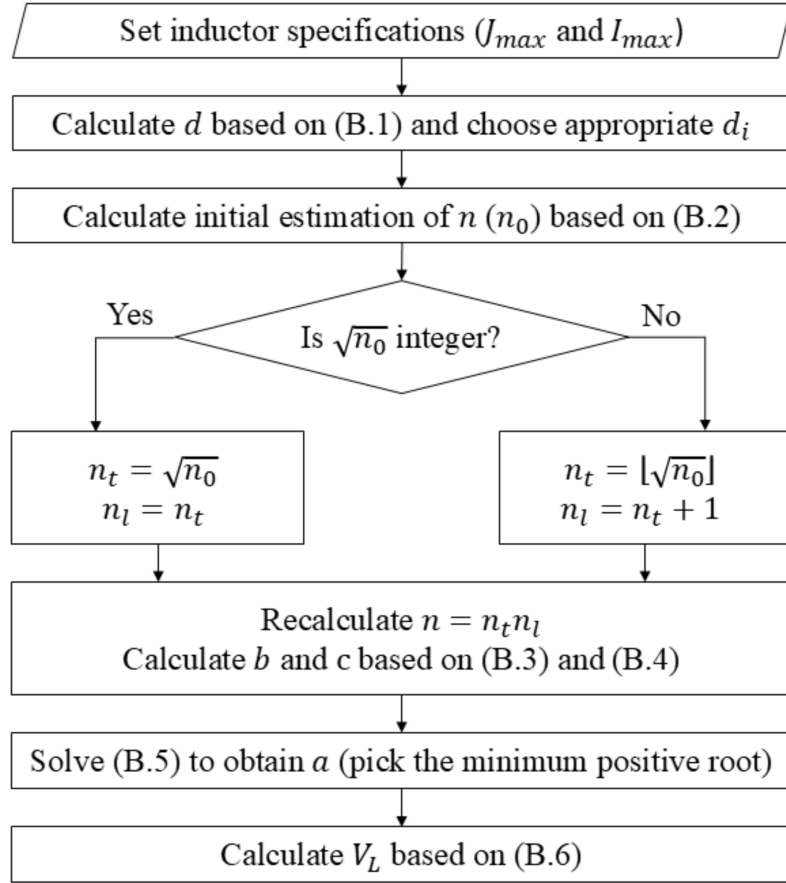 Set inductor specifications (J_max and I_max)
Calculate d based on (B.1) and choose appropriate d_i
Calculate initial estimation of n (n_0) based on (B.2)
Yes
No
Is √n_0 integer?
n_t = √n_0
n_l = n_t
n_t = ⌊√n_0⌋
n_l = n_t + 1
Recalculate n = n_t n_l
Calculate b and c based on (B.3) and (B.4)
Solve (B.5) to obtain a (pick the minimum positive root)
Calculate V_L based on (B.6)